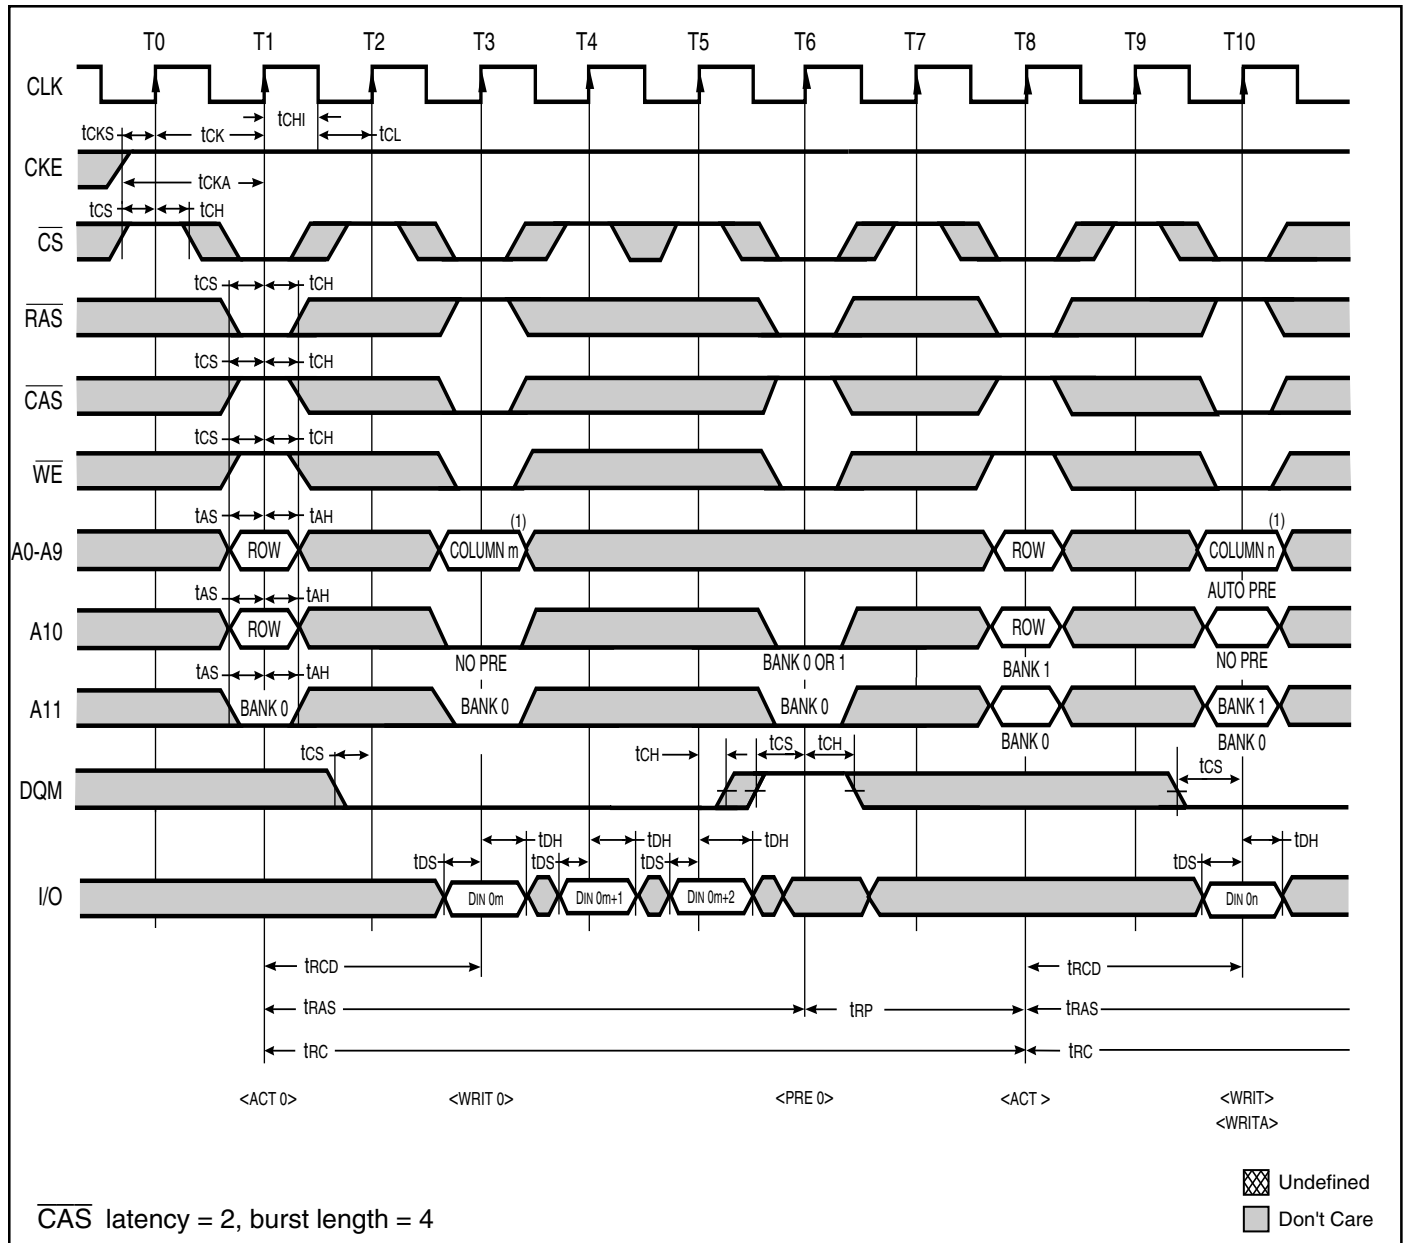 T0 T1 T2 T3 T4 T5 T6 T7 T8 T9 T10
CLK
tCHI
tCKS tCK tCL
CKE
tCKA
tCS tCH
CS
tCS tCH
RAS
tCS tCH
CAS
tCS tCH
WE
tAS tAH (1) (1)
A0-A9 ROW COLUMN m ROW COLUMN n
AUTO PRE
tAS tAH
A10 ROW ROW
NO PRE BANK 0 OR 1 BANK 1 NO PRE
tAS tAH
A11 BANK 0 BANK 0 BANK 0 BANK 1
BANK 0 BANK 0
tCS tCH tCS tCH tCS
DQM
tDH tDH tDH tDH
tDS tDS tDS tDS
I/O DIN 0m DIN 0m+1 DIN 0m+2 DIN 0n
tRCD tRCD
tRAS tRP tRAS
tRC tRC
<ACT 0> <WRIT 0> <PRE 0> <ACT > <WRIT>
<WRITA>
Undefined
CAS latency = 2, burst length = 4 Don't Care